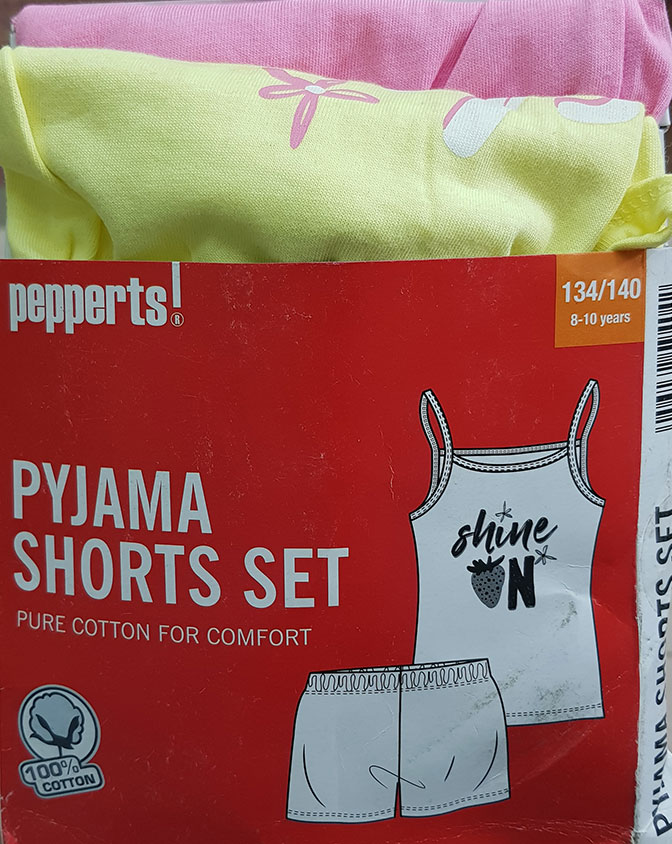 pepperts!®
134/140
8-10 years
PYJAMA
SHORTS SET
PURE COTTON FOR COMFORT
shine
N
100%
COTTON
PYJAMA SHORTS SET